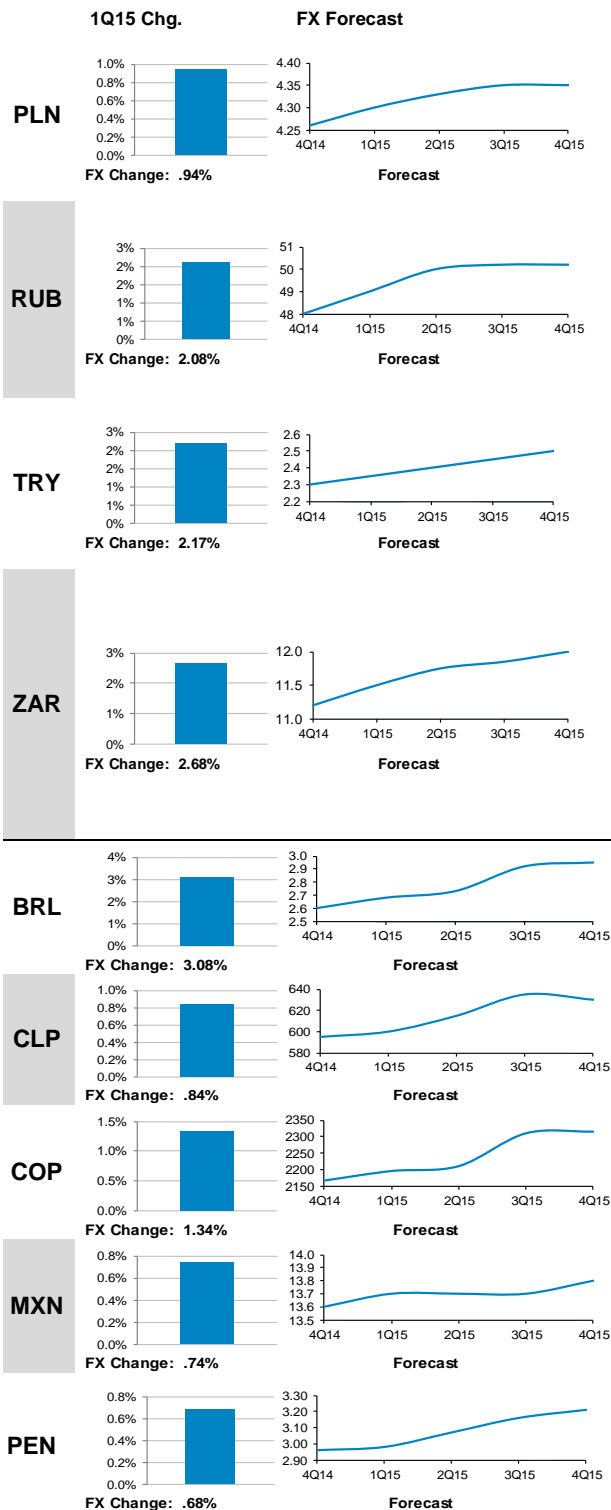 1Q15 Chg. FX Forecast
PLN
1.0%
0.8%
0.6%
0.4%
0.2%
0.0%
FX Change: .94%
4.40
4.35
4.30
4.25
4Q14 1Q15 2Q15 3Q15 4Q15
Forecast
RUB
3%
2%
2%
1%
1%
0%
FX Change: 2.08%
51
50
49
48
4Q14 1Q15 2Q15 3Q15 4Q15
Forecast
TRY
3%
2%
2%
1%
1%
0%
FX Change: 2.17%
2.6
2.5
2.4
2.3
2.2
4Q14 1Q15 2Q15 3Q15 4Q15
Forecast
ZAR
3%
2%
1%
0%
FX Change: 2.68%
12.0
11.5
11.0
4Q14 1Q15 2Q15 3Q15 4Q15
Forecast
BRL
4%
3%
2%
1%
0%
FX Change: 3.08%
3.0
2.9
2.8
2.7
2.6
2.5
4Q14 1Q15 2Q15 3Q15 4Q15
Forecast
CLP
1.0%
0.8%
0.6%
0.4%
0.2%
0.0%
FX Change: .84%
640
620
600
580
4Q14 1Q15 2Q15 3Q15 4Q15
Forecast
COP
1.5%
1.0%
0.5%
0.0%
FX Change: 1.34%
2350
2300
2250
2200
2150
4Q14 1Q15 2Q15 3Q15 4Q15
Forecast
MXN
0.8%
0.6%
0.4%
0.2%
0.0%
FX Change: .74%
14.0
13.9
13.8
13.7
13.6
13.5
4Q14 1Q15 2Q15 3Q15 4Q15
Forecast
PEN
0.8%
0.6%
0.4%
0.2%
0.0%
FX Change: .68%
3.30
3.20
3.10
3.00
2.90
4Q14 1Q15 2Q15 3Q15 4Q15
Forecast